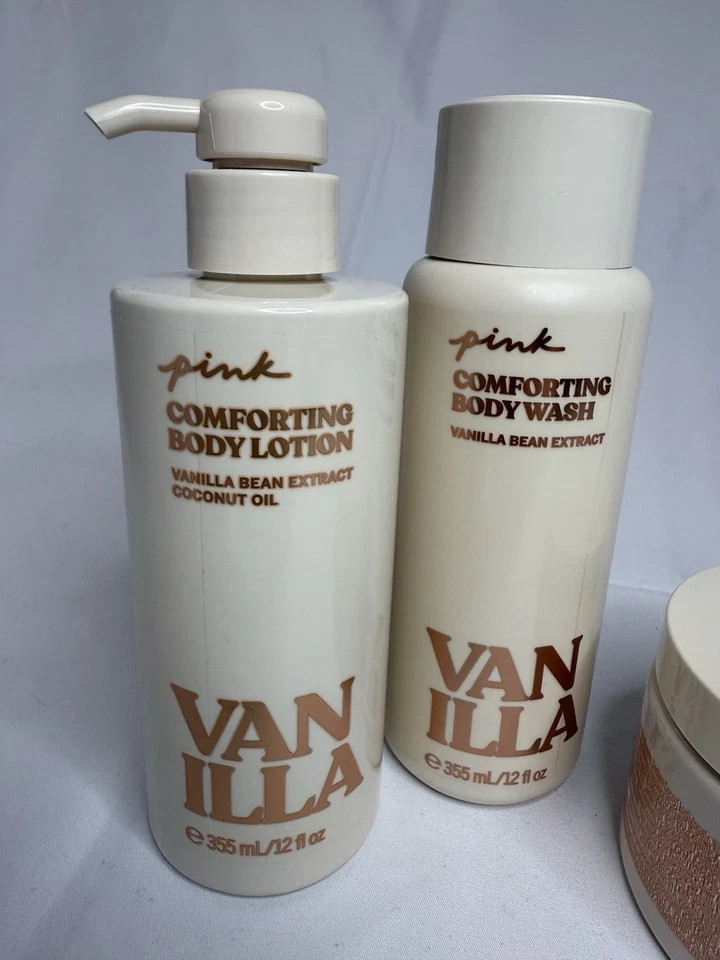 pink
COMFORTING
BODY LOTION
VANILLA BEAN EXTRACT
COCONUT OIL
VAN
ILLA
℮ 355 mL/12 fl oz
pink
COMFORTING
BODY WASH
VANILLA BEAN EXTRACT
VAN
ILLA
℮ 355 mL/12 fl oz